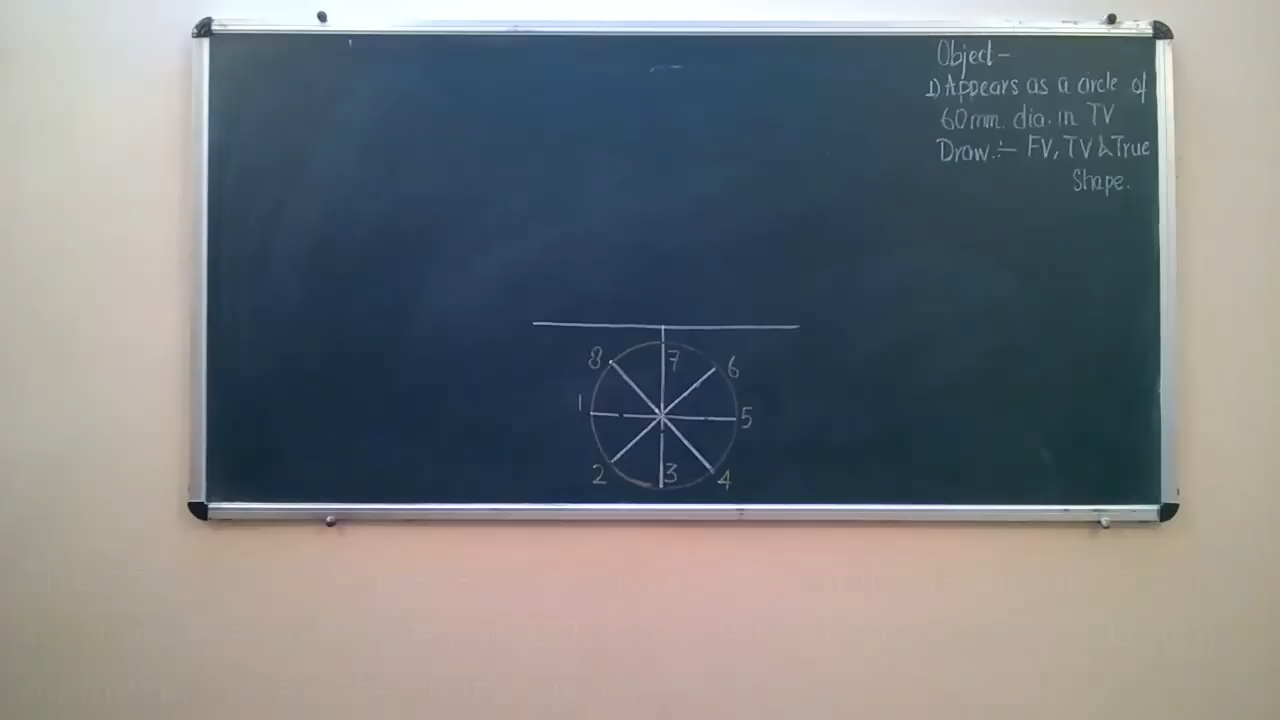 Object -
1) Appears as a circle of
60mm. dia. in TV
Draw :- FV, TV & True
Shape.
8 7 6
1 5
2 3 4